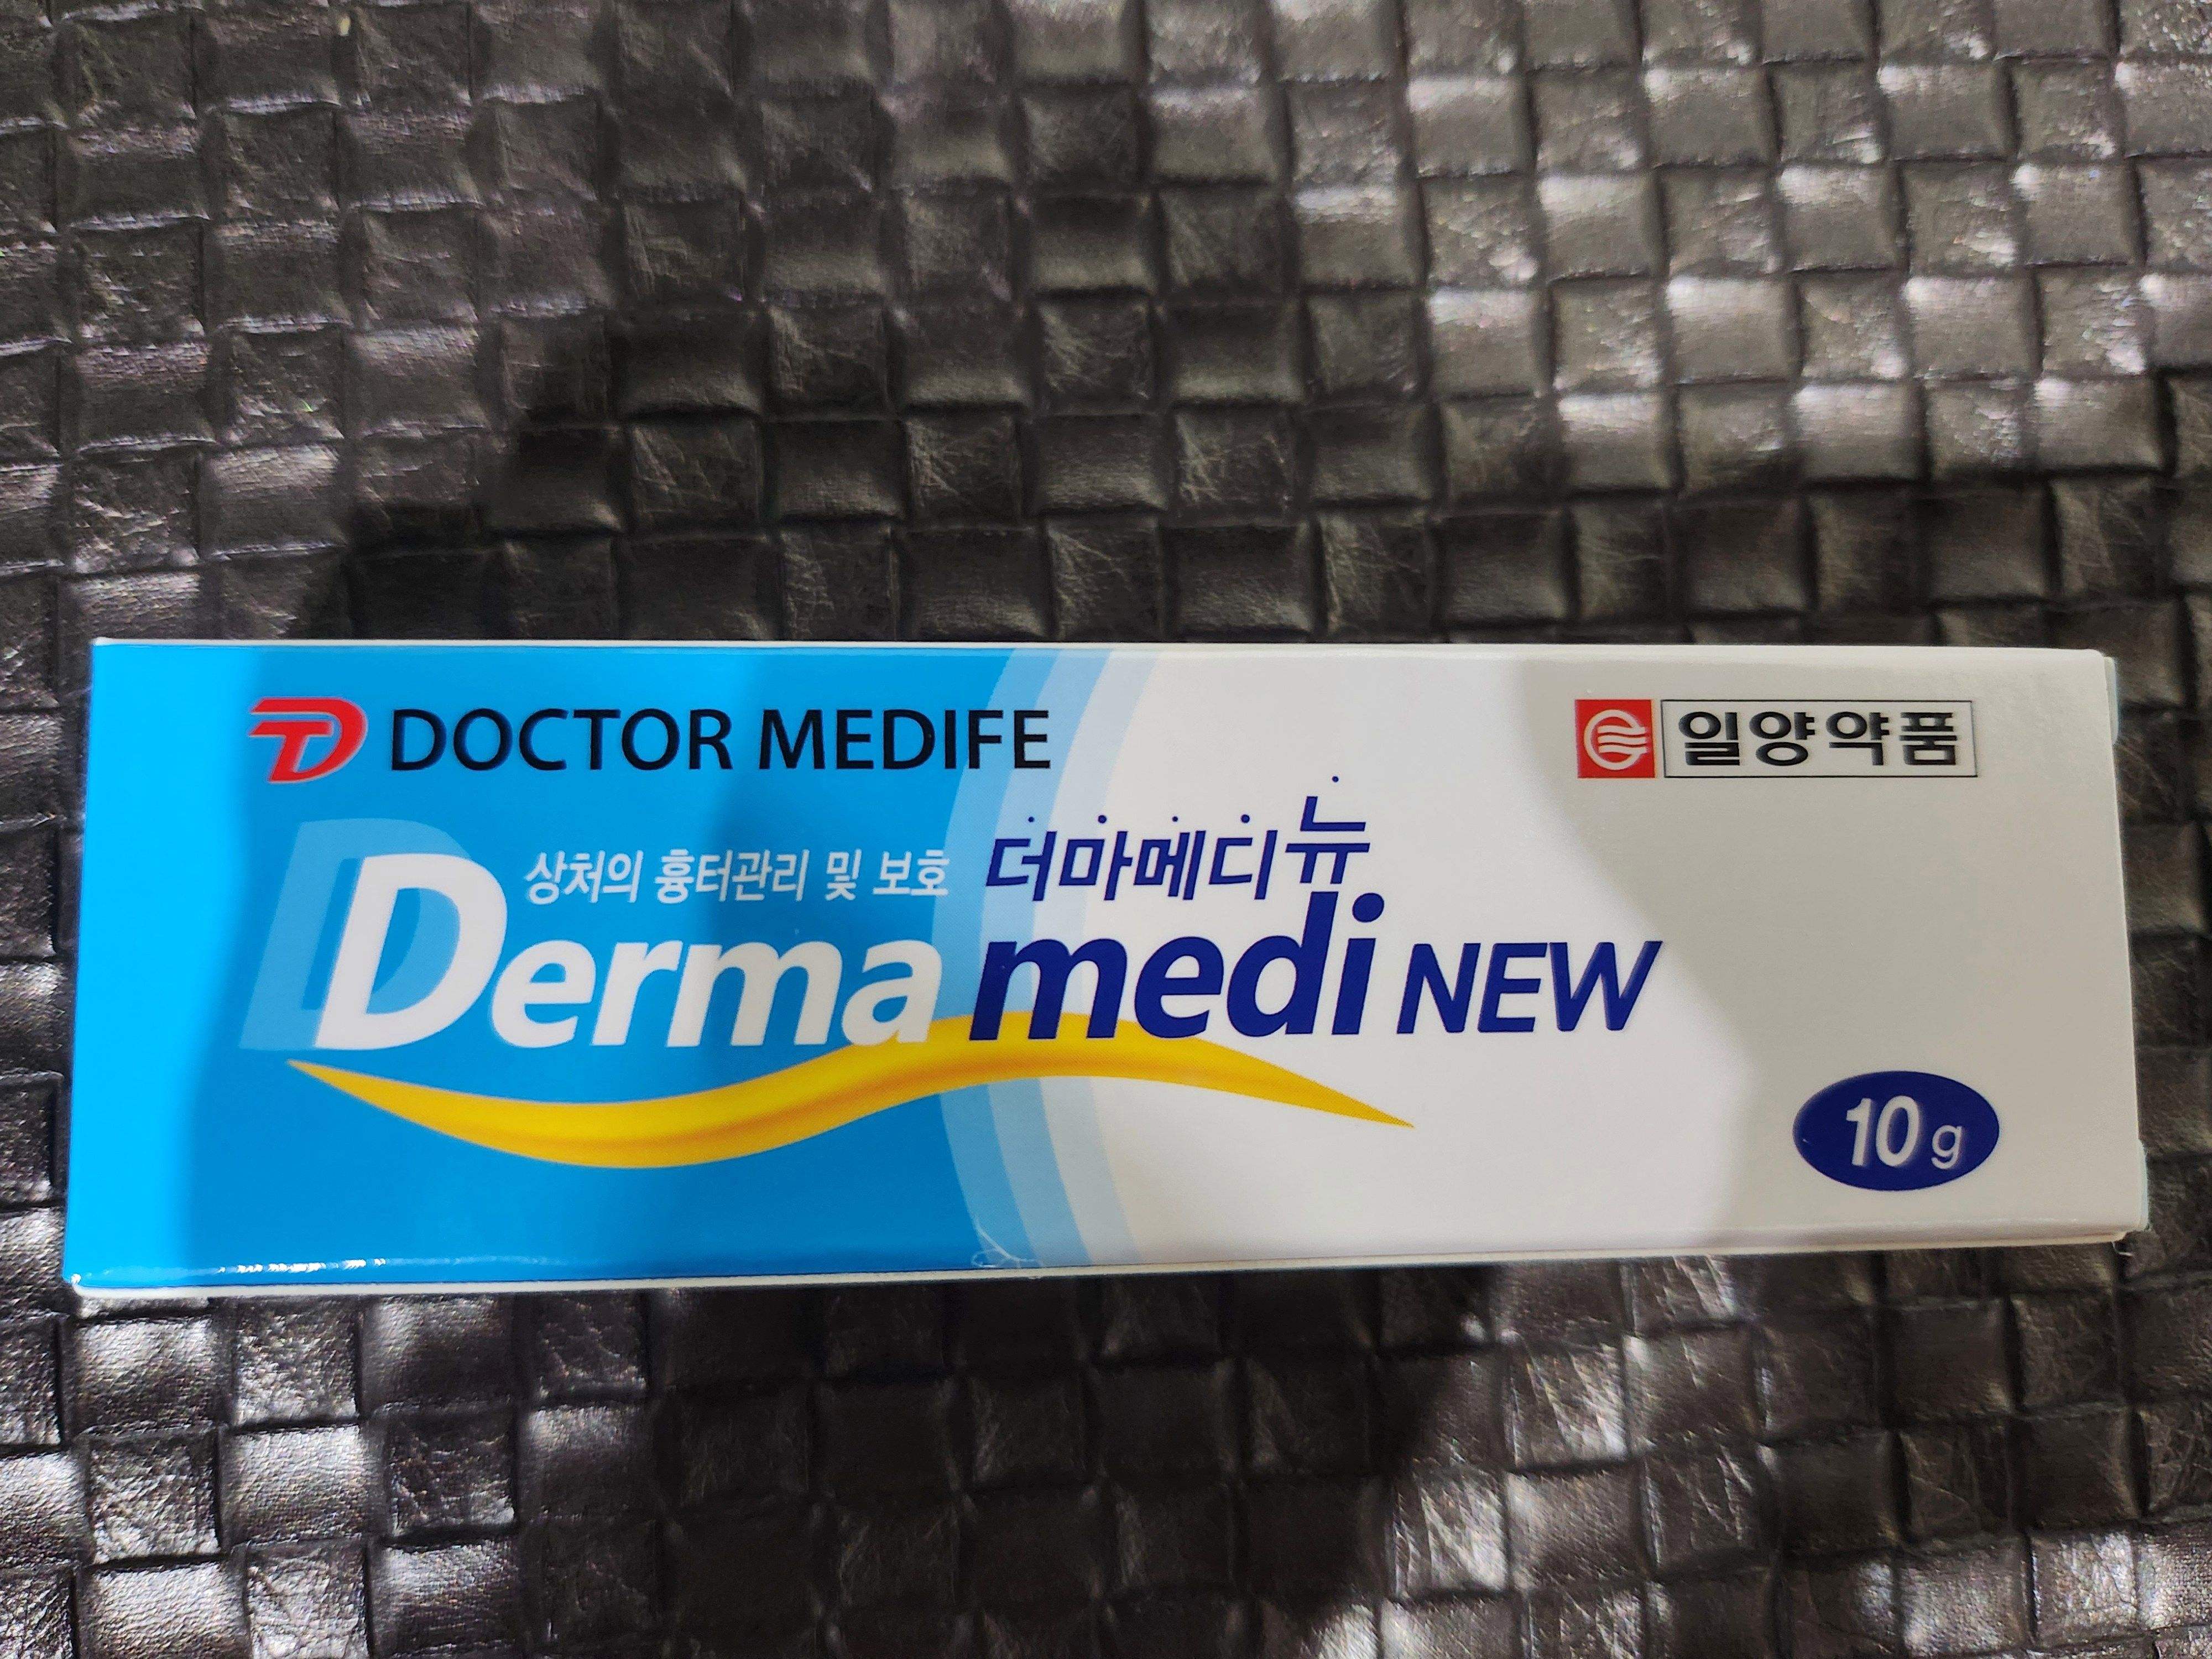 DOCTOR MEDIFE
일양약품
상처의 흉터관리 및 보호
더마메디뉴
Derma medi NEW
10g